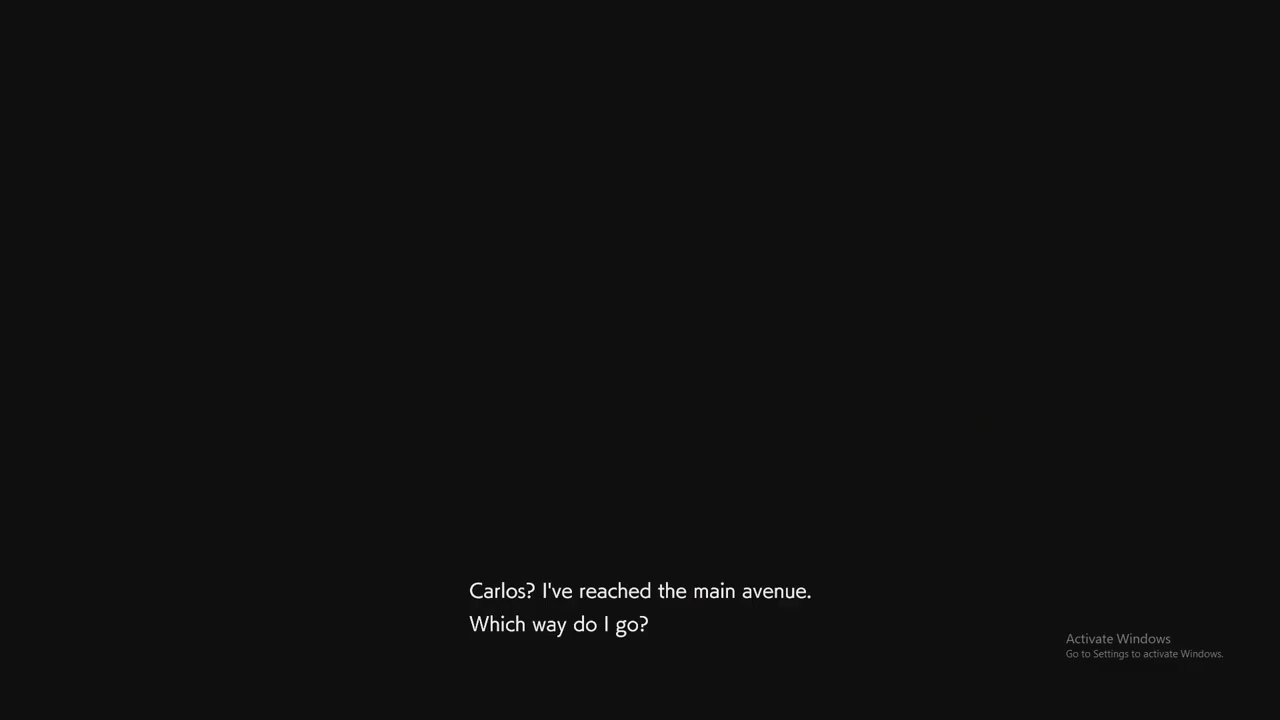 Carlos? I've reached the main avenue.
Which way do I go?
Activate Windows
Go to Settings to activate Windows.